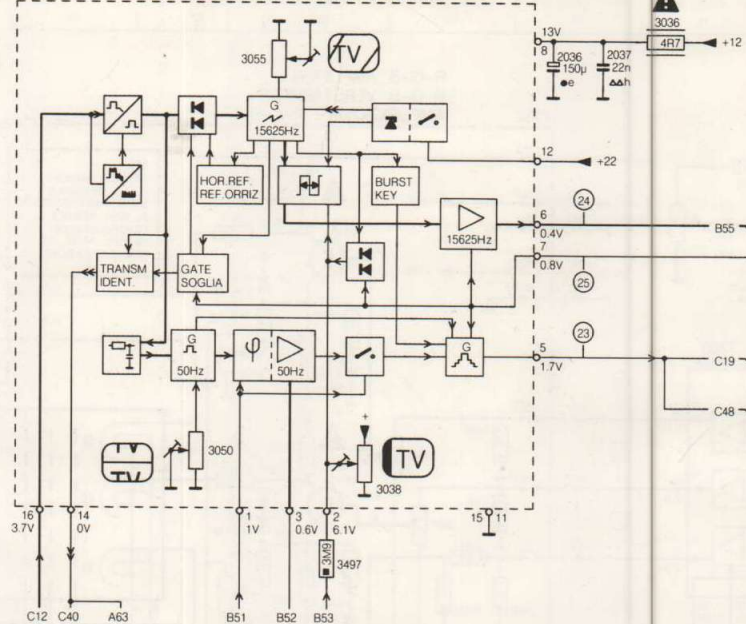 3036
4R7
+12
13V
8
2036
150µ
●e
2037
22n
△△h
3055
TV
G
15625Hz
12
+22
HOR.REF.
REF.ORRIZ
BURST
KEY
15625Hz
24
6
0.4V
B55
7
0.8V
25
TRANSM
IDENT.
GATE
SOGLIA
G
50Hz
φ
50Hz
G
23
5
1.7V
C19
C48
TV
TV
3050
+
TV
3038
16
3.7V
14
0V
1
1V
3
0.6V
2
6.1V
15
11
3M9
3497
C12
C40
A63
B51
B52
B53